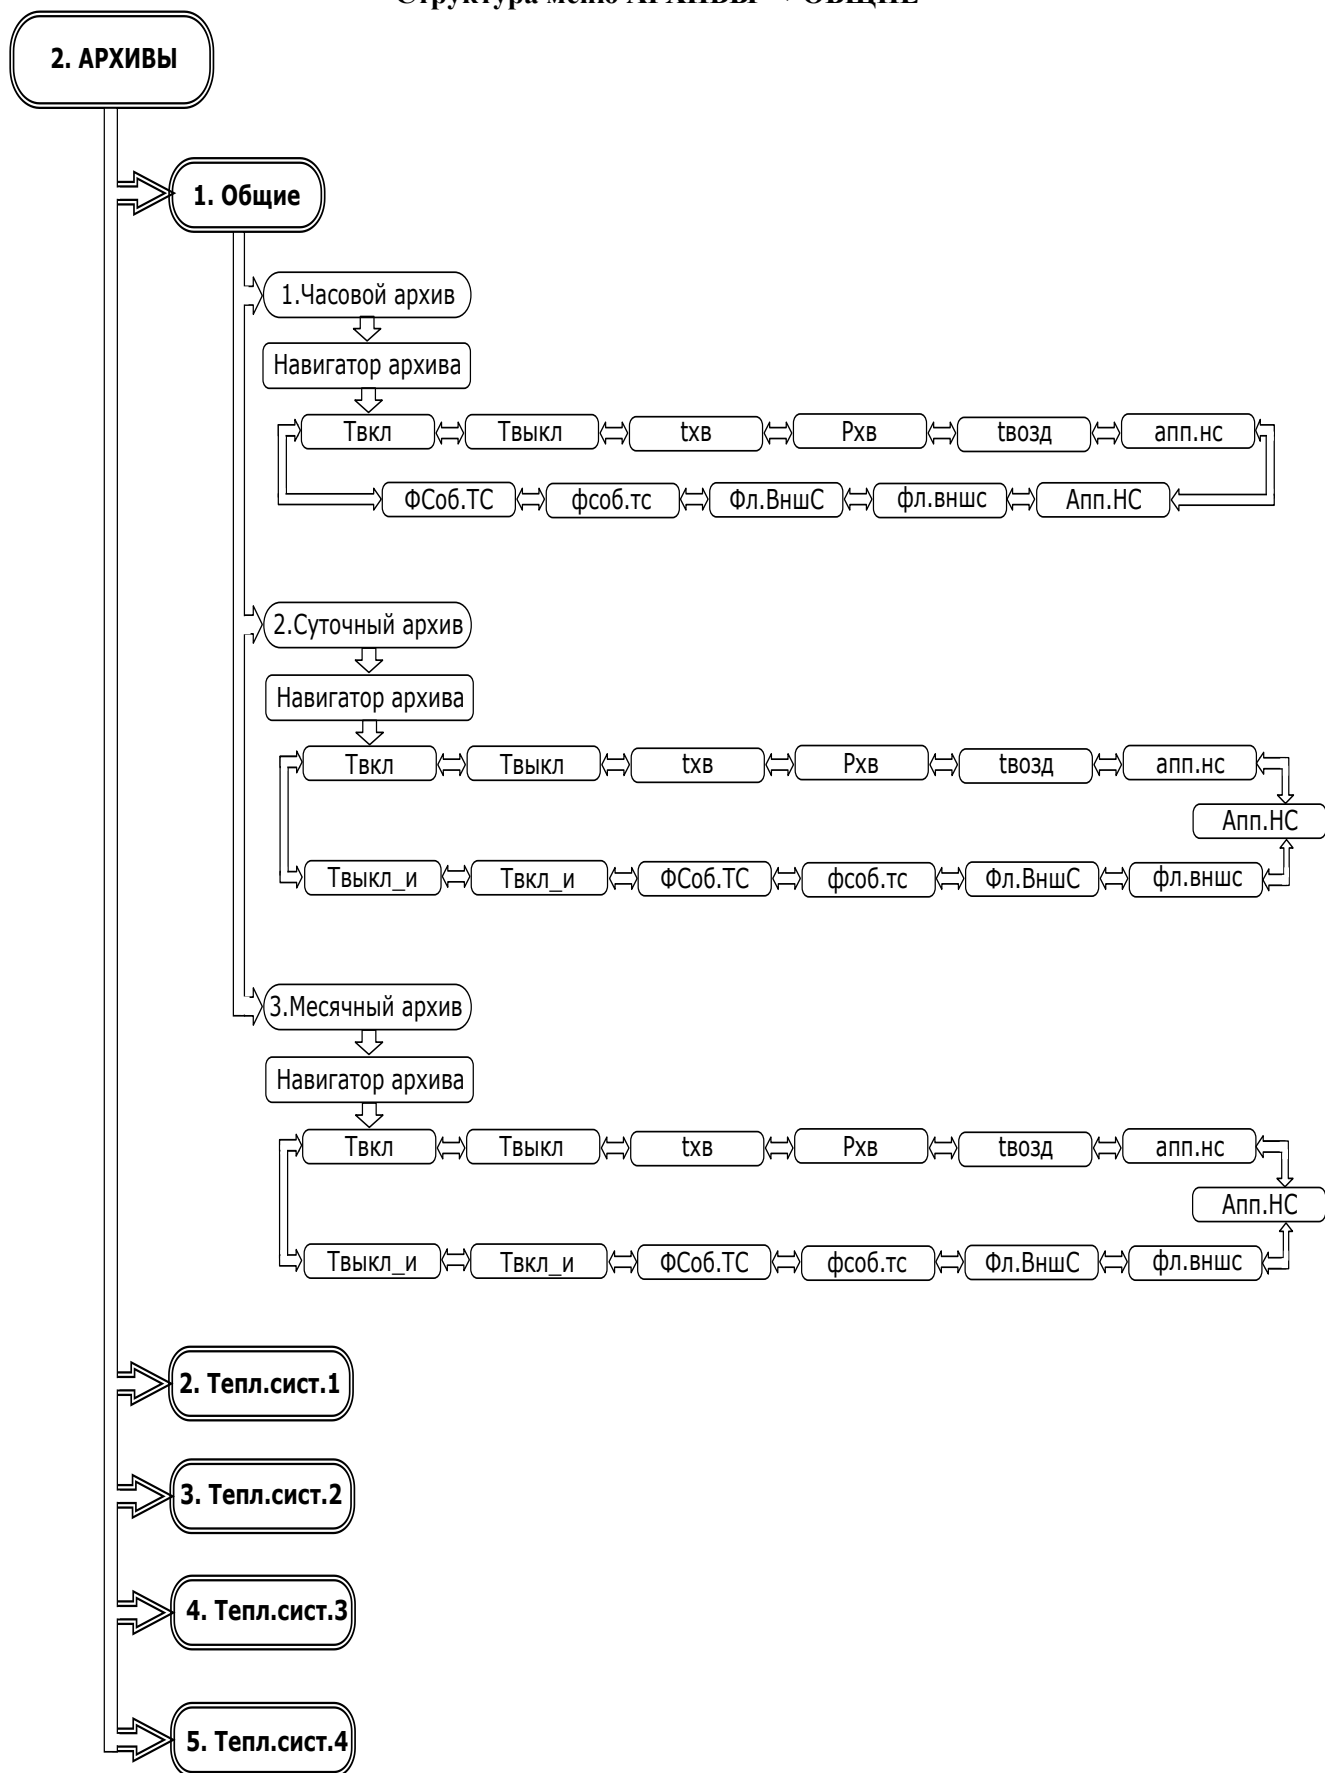 Структура меню АРХИВЫ → ОБЩИЕ
2. АРХИВЫ
1. Общие
1.Часовой архив
Навигатор архива
Твкл Твыкл tхв Рхв tвозд апп.нс
ФСоб.ТС фсоб.тс Фл.ВншС фл.вншс Апп.НС
2.Суточный архив
Навигатор архива
Твкл Твыкл tхв Рхв tвозд апп.нс
Апп.НС
Твыкл_и Твкл_и ФСоб.ТС фсоб.тс Фл.ВншС фл.вншс
3.Месячный архив
Навигатор архива
Твкл Твыкл tхв Рхв tвозд апп.нс
Апп.НС
Твыкл_и Твкл_и ФСоб.ТС фсоб.тс Фл.ВншС фл.вншс
2. Тепл.сист.1
3. Тепл.сист.2
4. Тепл.сист.3
5. Тепл.сист.4